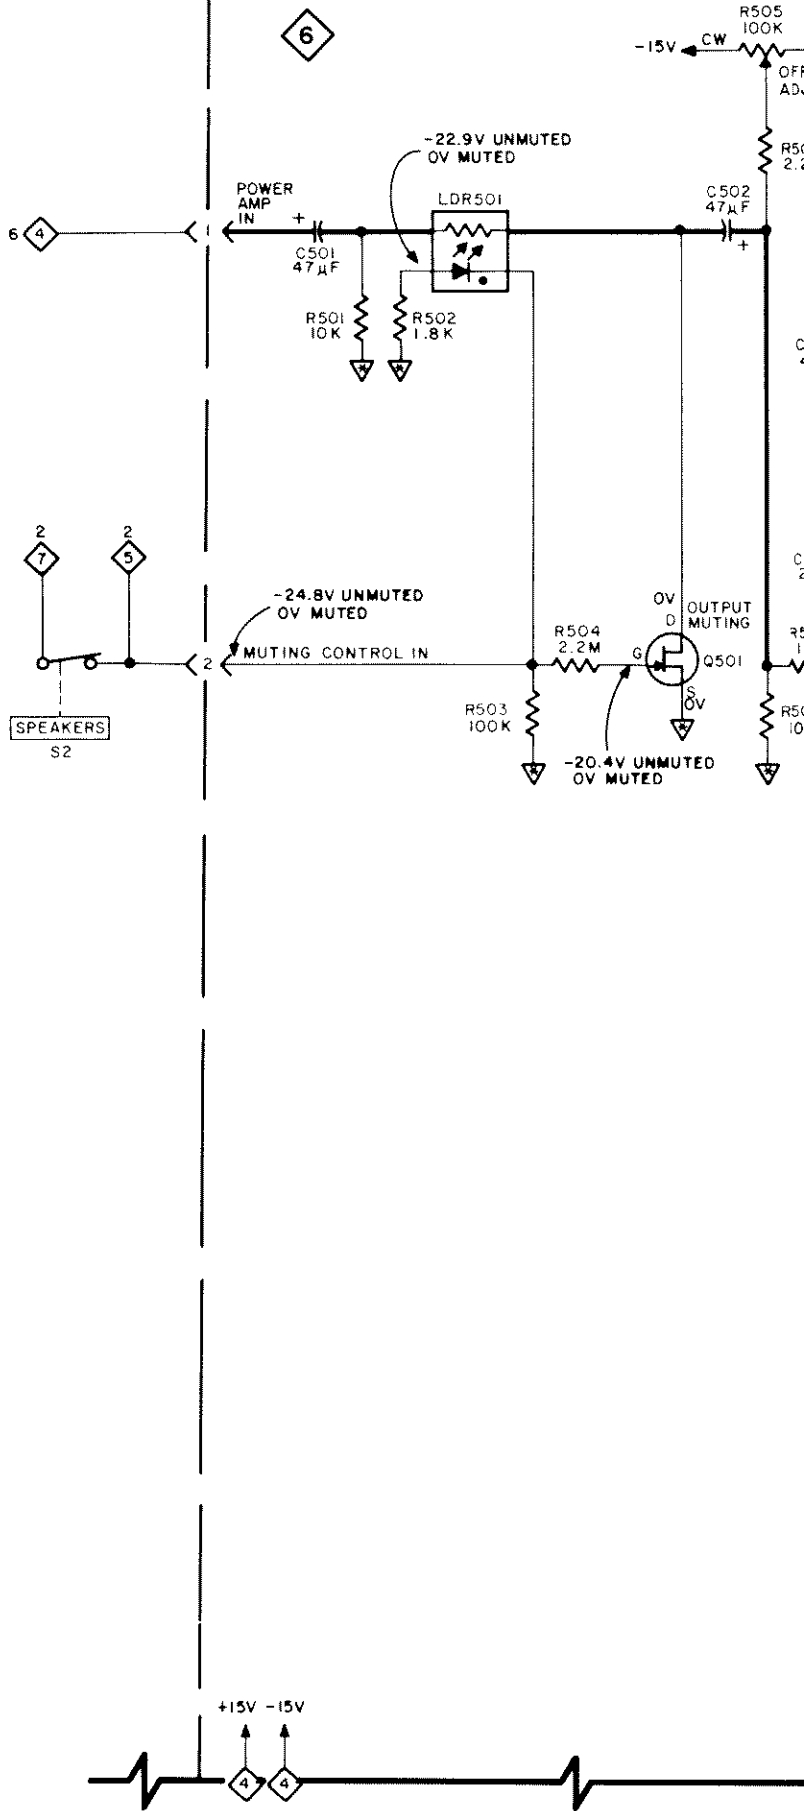 6
R505
100K
-15V
CW
-22.9V UNMUTED
0V MUTED
POWER
AMP
IN
LDR501
C502
47µF
+
6
4
1
+
C501
47µF
R501
10K
R502
1.8K
2
7
2
5
-24.8V UNMUTED
0V MUTED
2
MUTING CONTROL IN
R504
2.2M
0V
D
OUTPUT
MUTING
G
Q501
S
0V
R503
100K
SPEAKERS
S2
-20.4V UNMUTED
0V MUTED
+15V -15V
4
4